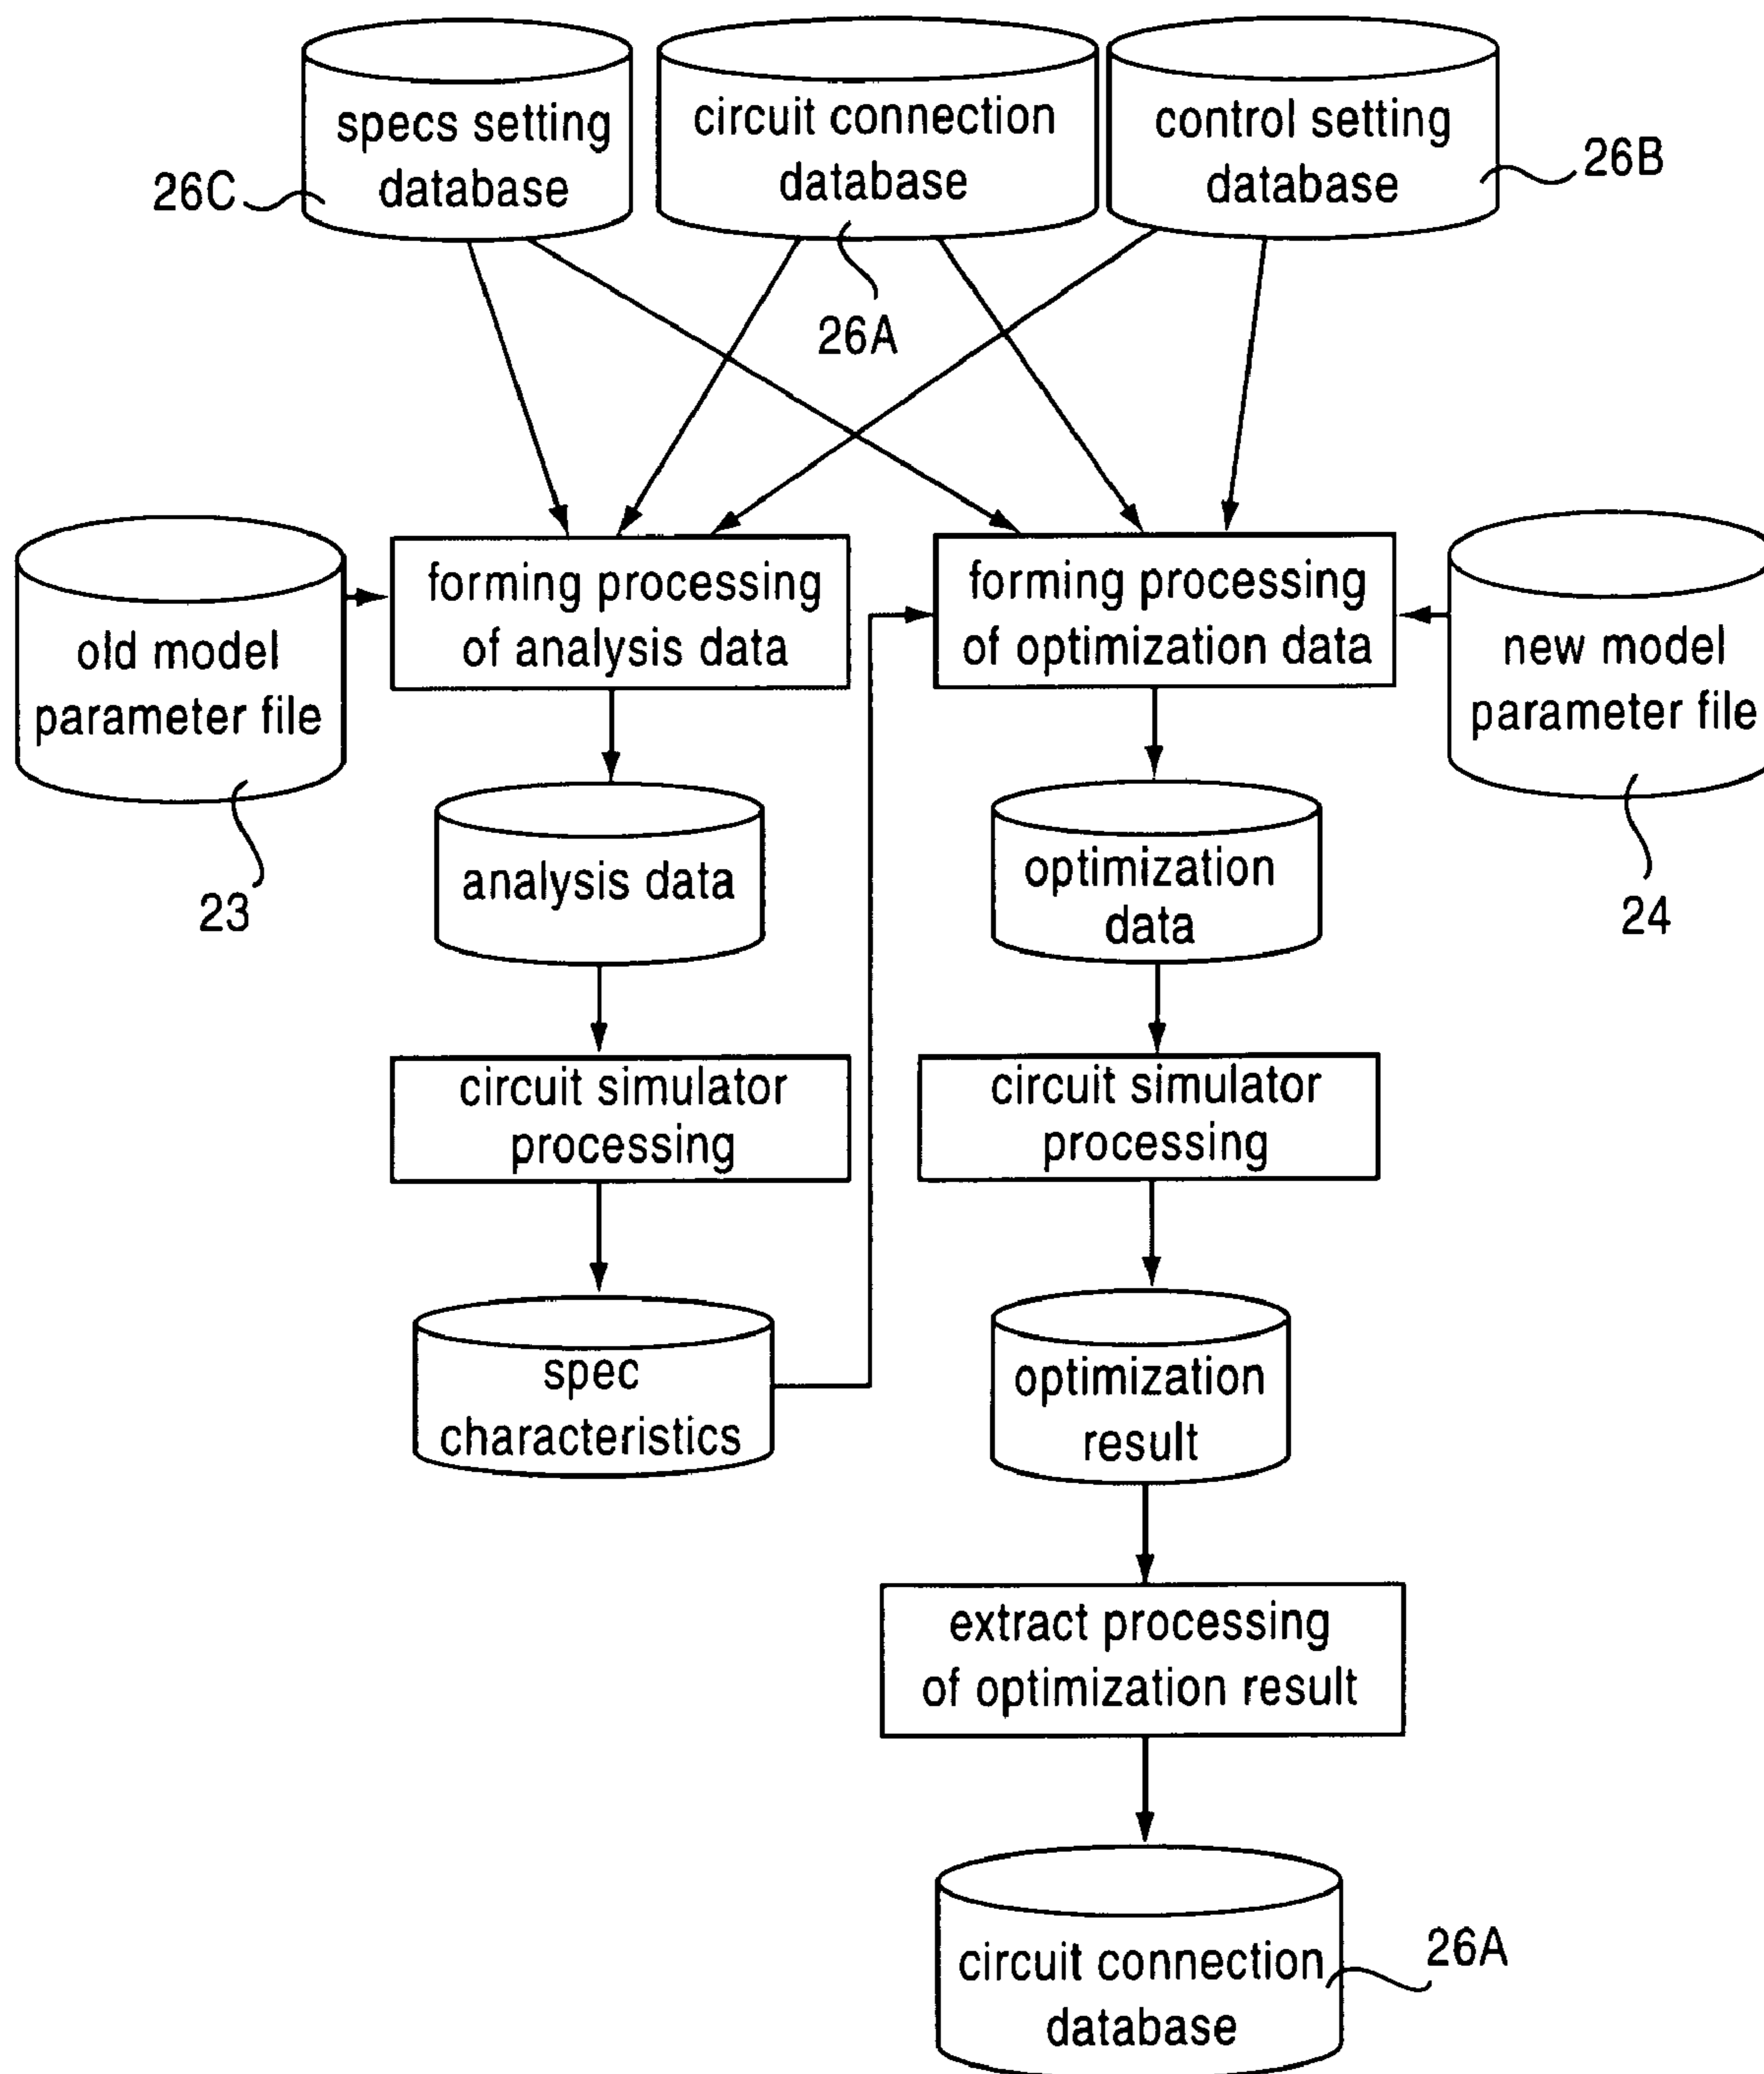 specs setting
database
26C
circuit connection
database
26A
control setting
database
26B
old model
parameter file
23
forming processing
of analysis data
forming processing
of optimization data
new model
parameter file
24
analysis data
optimization
data
circuit simulator
processing
circuit simulator
processing
spec
characteristics
optimization
result
extract processing
of optimization result
circuit connection
database
26A